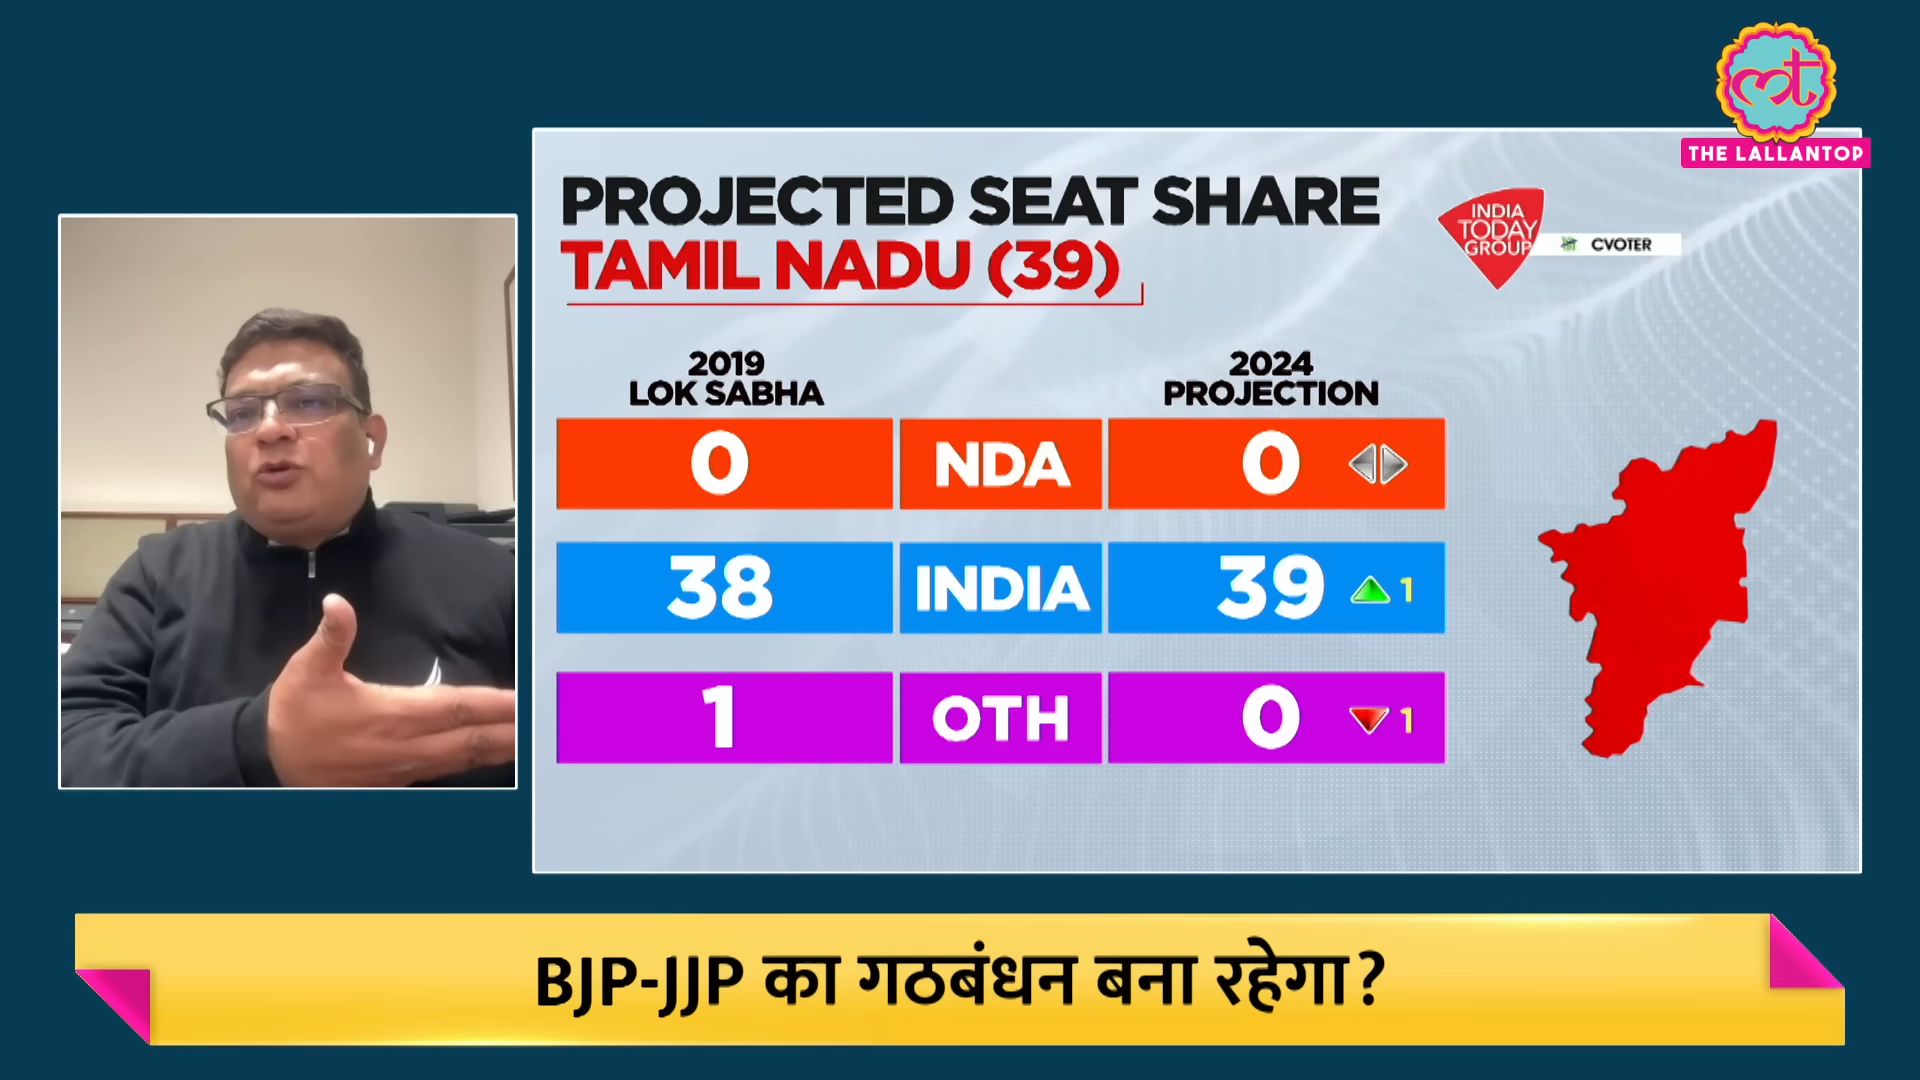 THE LALLANTOP
PROJECTED SEAT SHARE
TAMIL NADU (39)
INDIA
TODAY
GROUP
CVOTER
2019
LOK SABHA
2024
PROJECTION
0 NDA 0
38 INDIA 39 1
1 OTH 0 1
BJP-JJP का गठबंधन बना रहेगा?